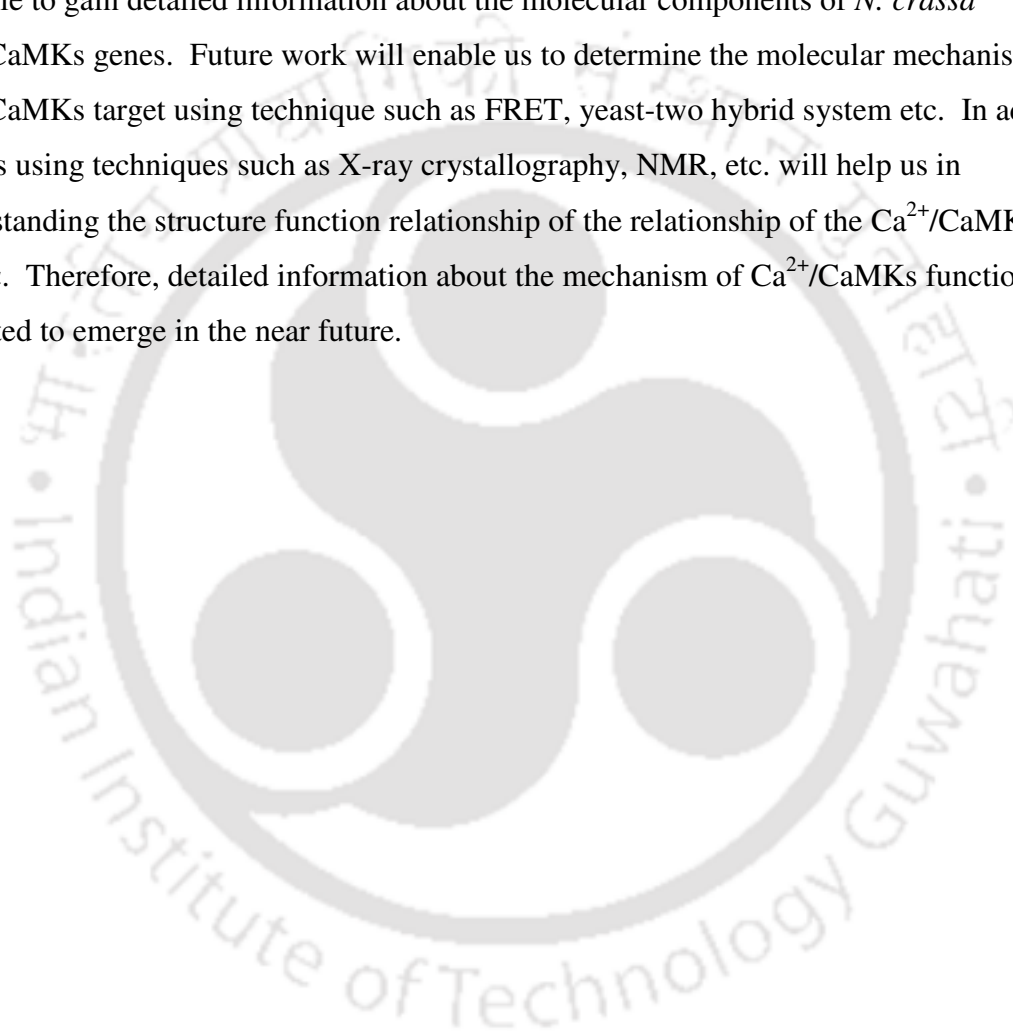 le to gain detailed information about the molecular components of N. crassa
CaMKs genes. Future work will enable us to determine the molecular mechanis
CaMKs target using technique such as FRET, yeast-two hybrid system etc. In ac
s using techniques such as X-ray crystallography, NMR, etc. will help us in
standing the structure function relationship of the relationship of the Ca²⁺/CaMK
. Therefore, detailed information about the mechanism of Ca²⁺/CaMKs functio
ted to emerge in the near future.
Indian Institute of Technology Guwahati